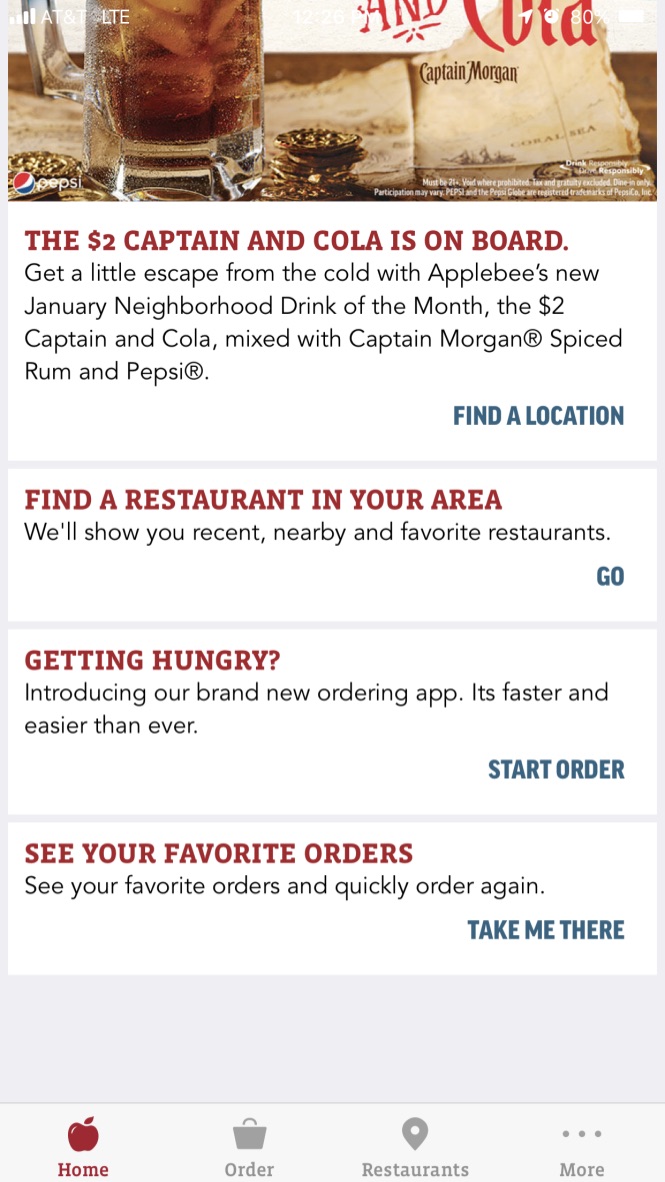 AT&T LTE 12:26 80%
AND Cola
Captain Morgan
CORAL SEA
Drink Responsibly.
Drive Responsibly.
pepsi
Must be 21+. Void where prohibited. Tax and gratuity excluded. Dine-in only.
Participation may vary. PEPSI and the Pepsi Globe are registered trademarks of PepsiCo, Inc.
THE $2 CAPTAIN AND COLA IS ON BOARD.
Get a little escape from the cold with Applebee’s new
January Neighborhood Drink of the Month, the $2
Captain and Cola, mixed with Captain Morgan® Spiced
Rum and Pepsi®.
FIND A LOCATION
FIND A RESTAURANT IN YOUR AREA
We'll show you recent, nearby and favorite restaurants.
GO
GETTING HUNGRY?
Introducing our brand new ordering app. Its faster and
easier than ever.
START ORDER
SEE YOUR FAVORITE ORDERS
See your favorite orders and quickly order again.
TAKE ME THERE
Home Order Restaurants More